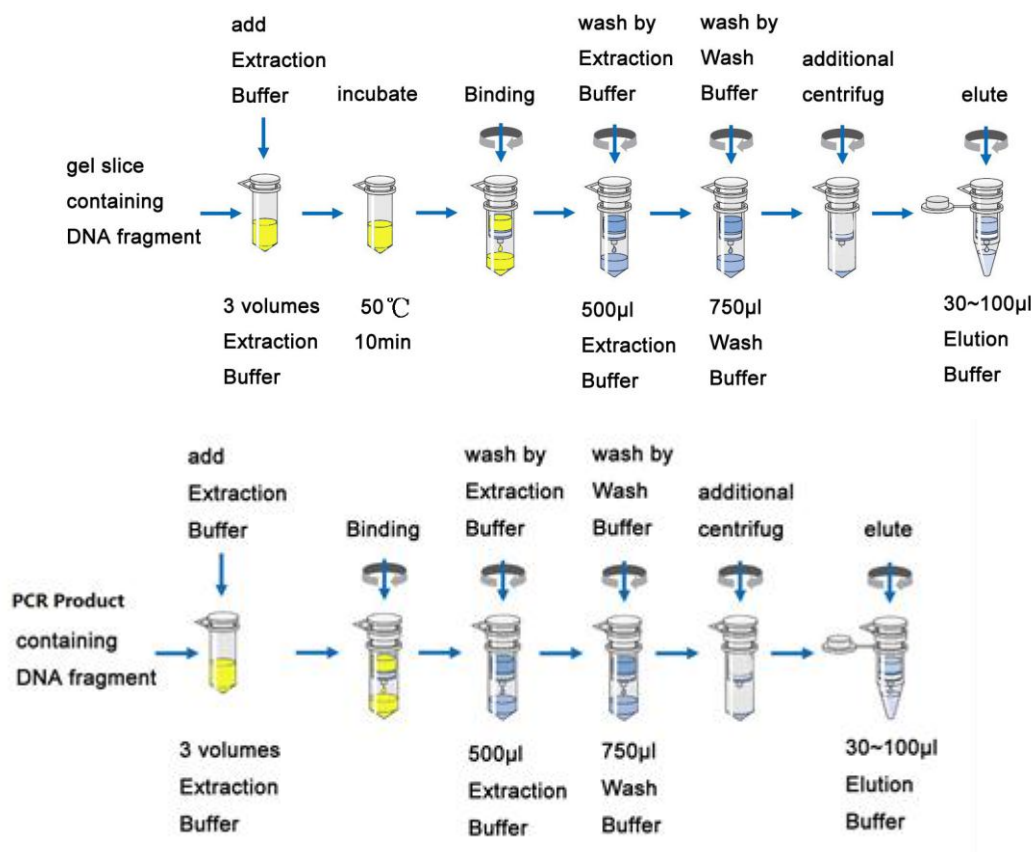 add
Extraction
Buffer
incubate
Binding
wash by
Extraction
Buffer
wash by
Wash
Buffer
additional
centrifug
elute
gel slice
containing
DNA fragment
3 volumes
Extraction
Buffer
50℃
10min
500µl
Extraction
Buffer
750µl
Wash
Buffer
30~100µl
Elution
Buffer
add
Extraction
Buffer
Binding
wash by
Extraction
Buffer
wash by
Wash
Buffer
additional
centrifug
elute
PCR Product
containing
DNA fragment
3 volumes
Extraction
Buffer
500µl
Extraction
Buffer
750µl
Wash
Buffer
30~100µl
Elution
Buffer